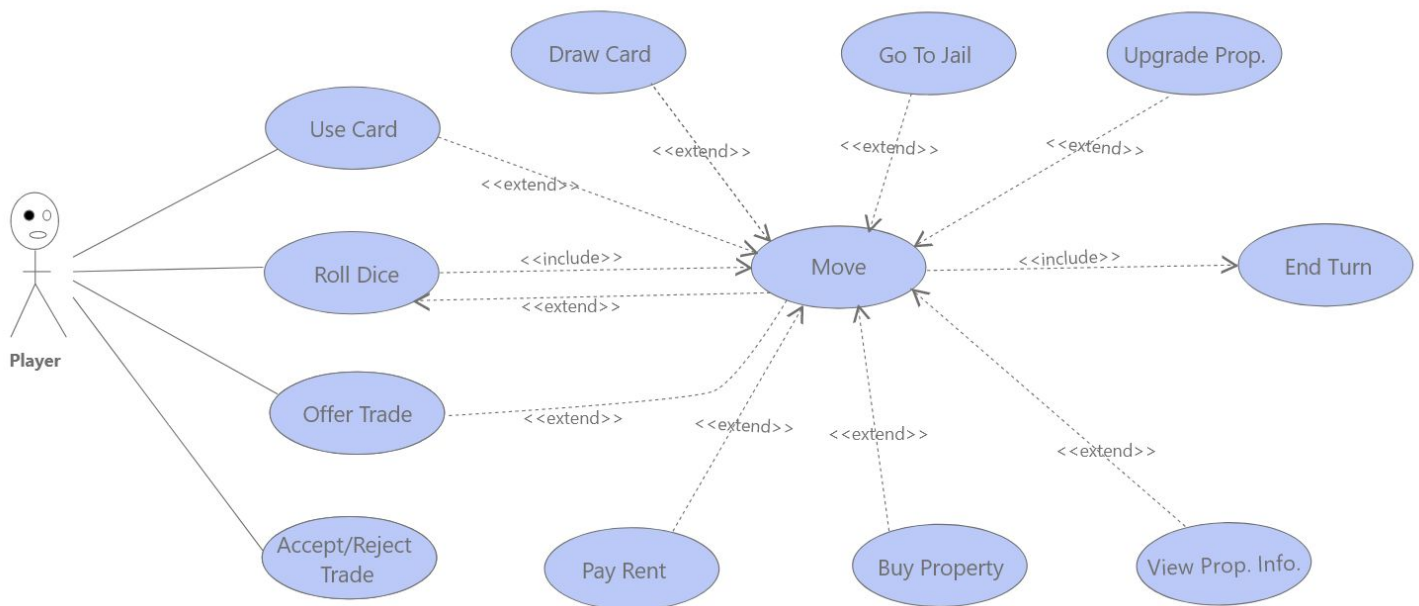 Draw Card
Go To Jail
Upgrade Prop.
Use Card
<<extend>>
<<extend>>
<<extend>>
<<extend>>
Roll Dice
<<include>>
Move
<<include>>
End Turn
<<extend>>
Player
Offer Trade
<<extend>>
<<extend>>
<<extend>>
<<extend>>
Accept/Reject
Trade
Pay Rent
Buy Property
View Prop. Info.